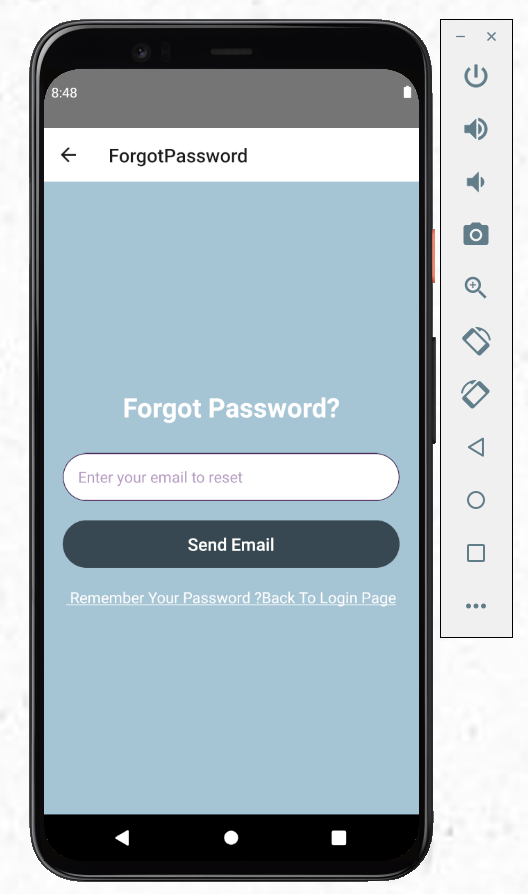 8:48
ForgotPassword
Forgot Password?
Enter your email to reset
Send Email
Remember Your Password ?Back To Login Page